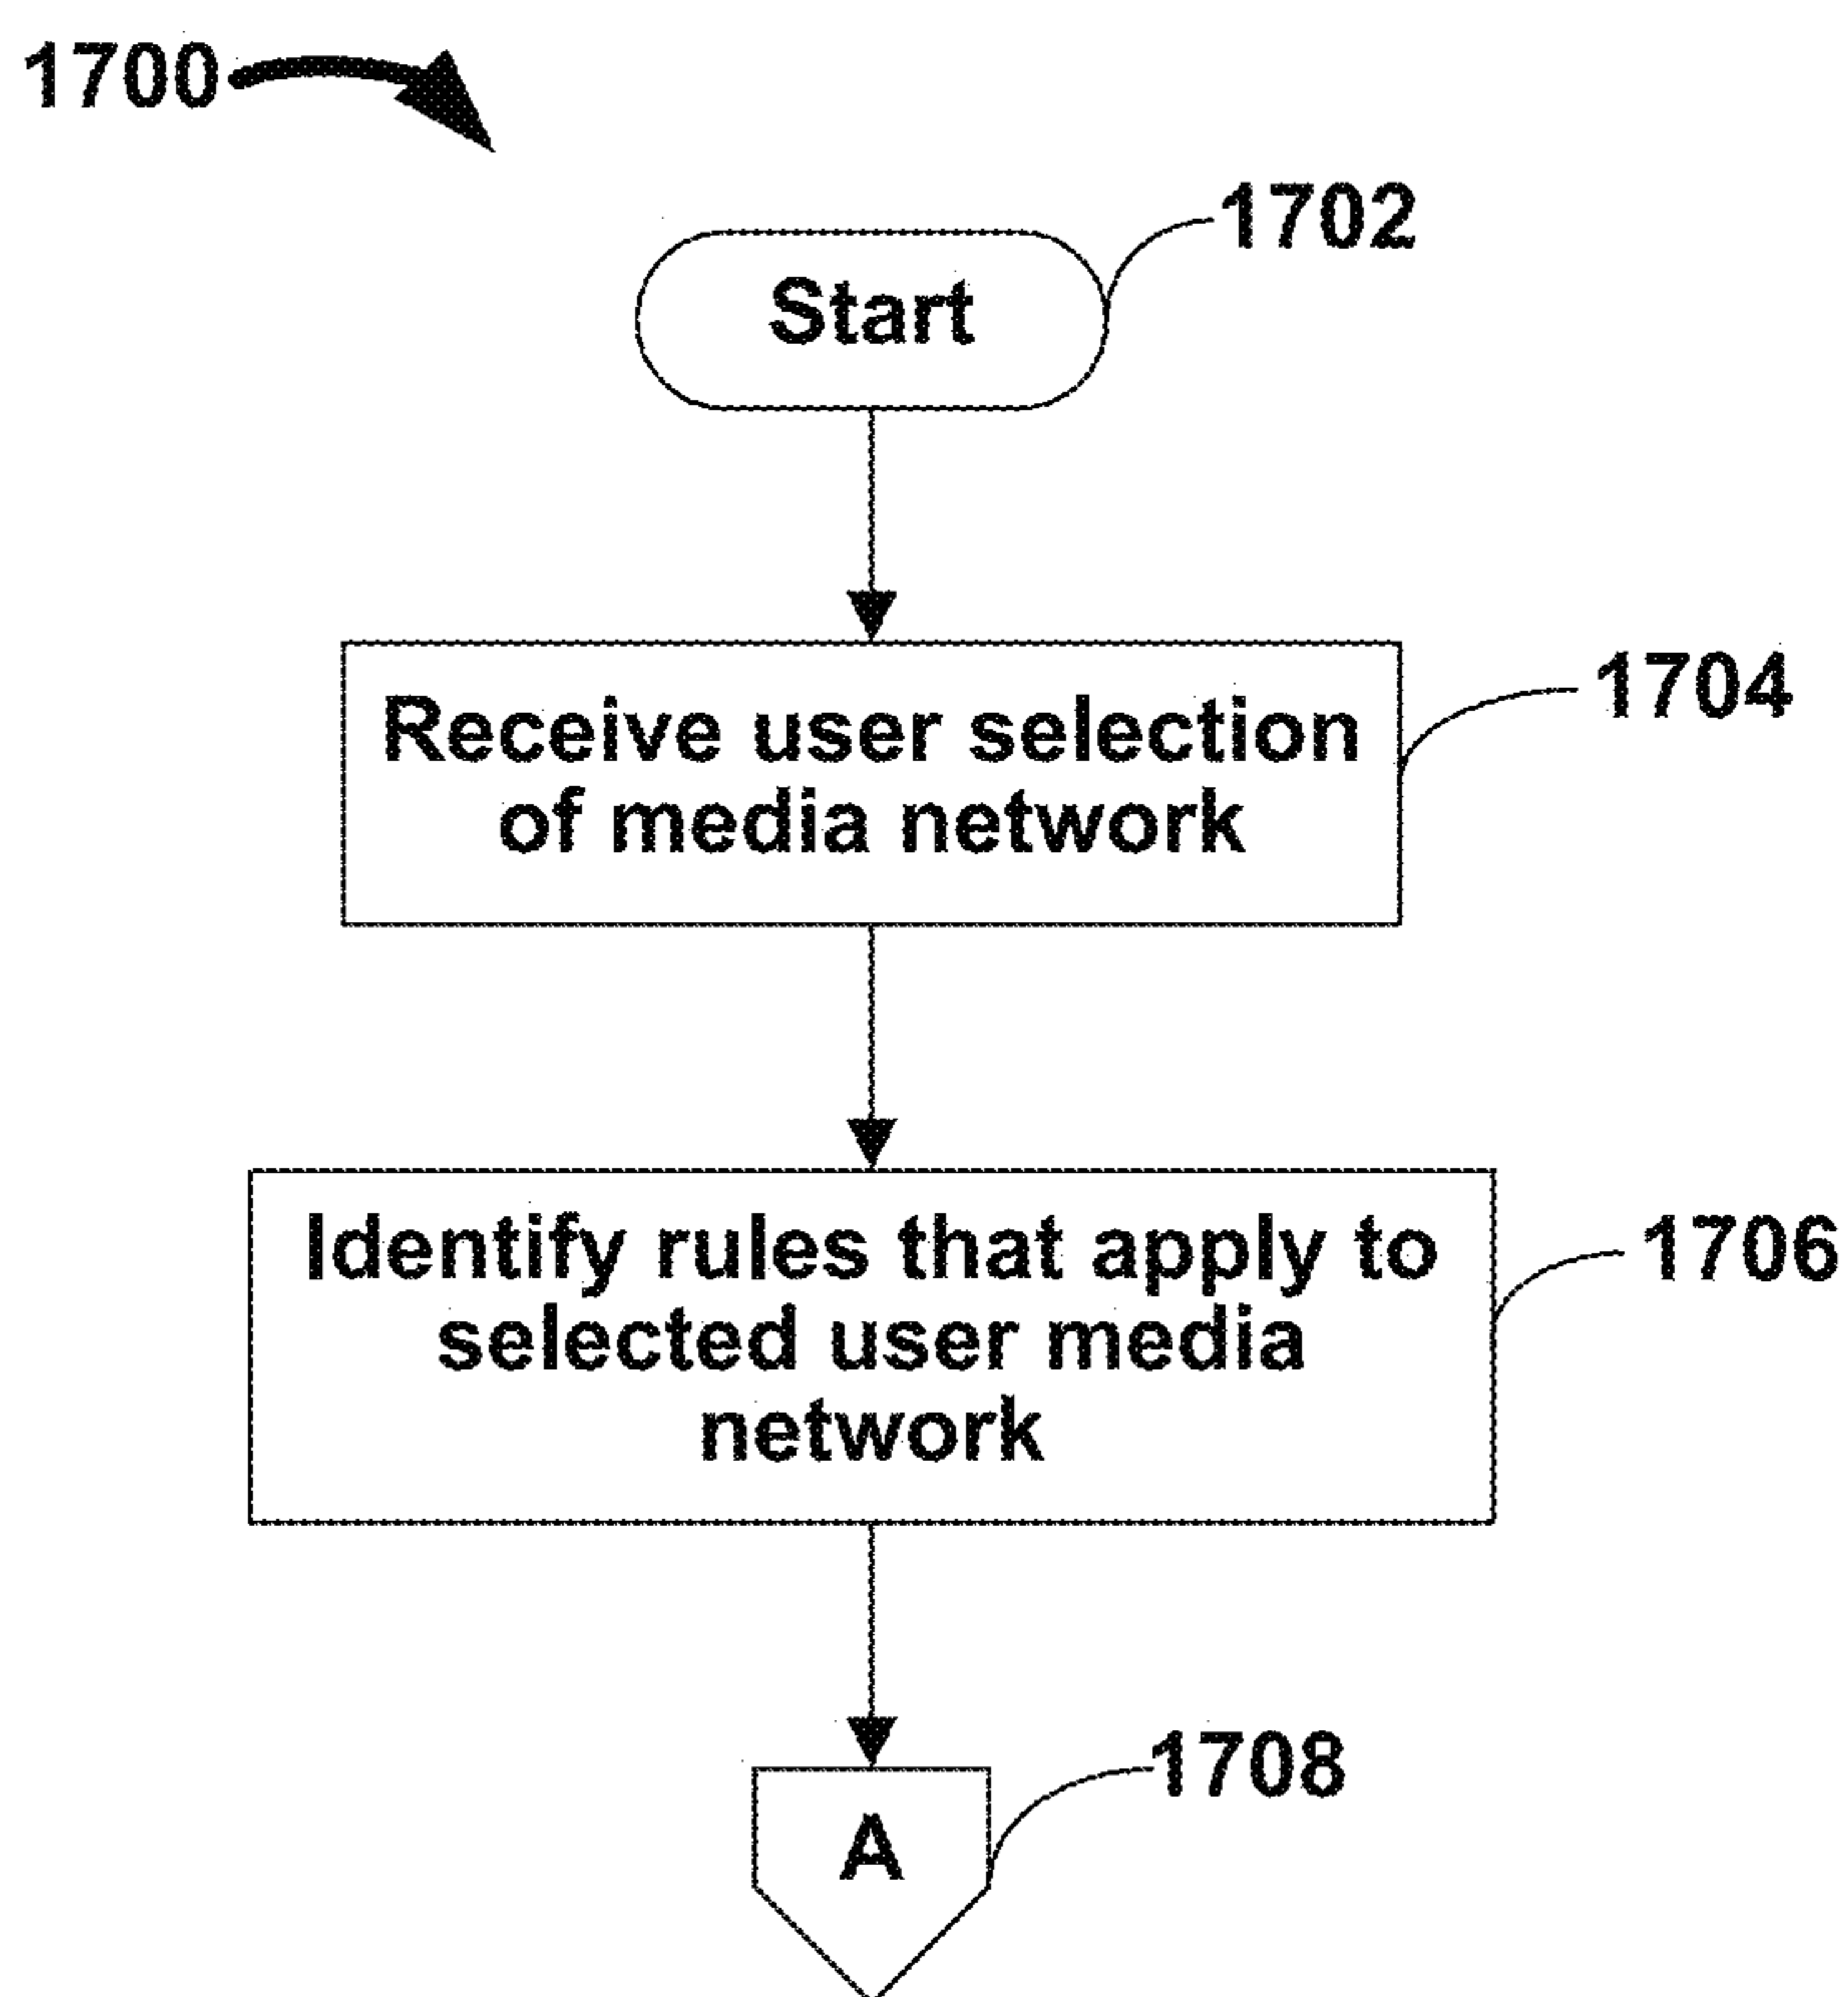 1700
1702
Start
1704
Receive user selection
of media network
1706
Identify rules that apply to
selected user media
network
1708
A